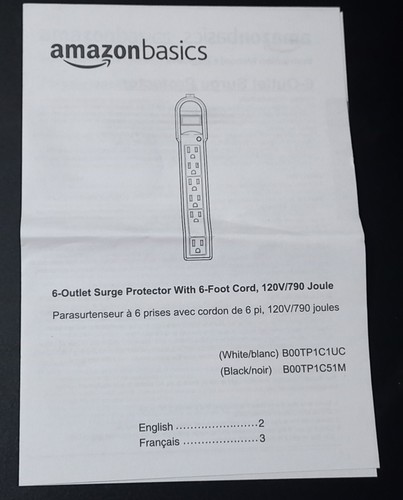 amazonbasics
6-Outlet Surge Protector With 6-Foot Cord, 120V/790 Joule
Parasurtenseur à 6 prises avec cordon de 6 pi, 120V/790 joules
(White/blanc) B00TP1C1UC
(Black/noir) B00TP1C51M
English .......................2
Français .....................3